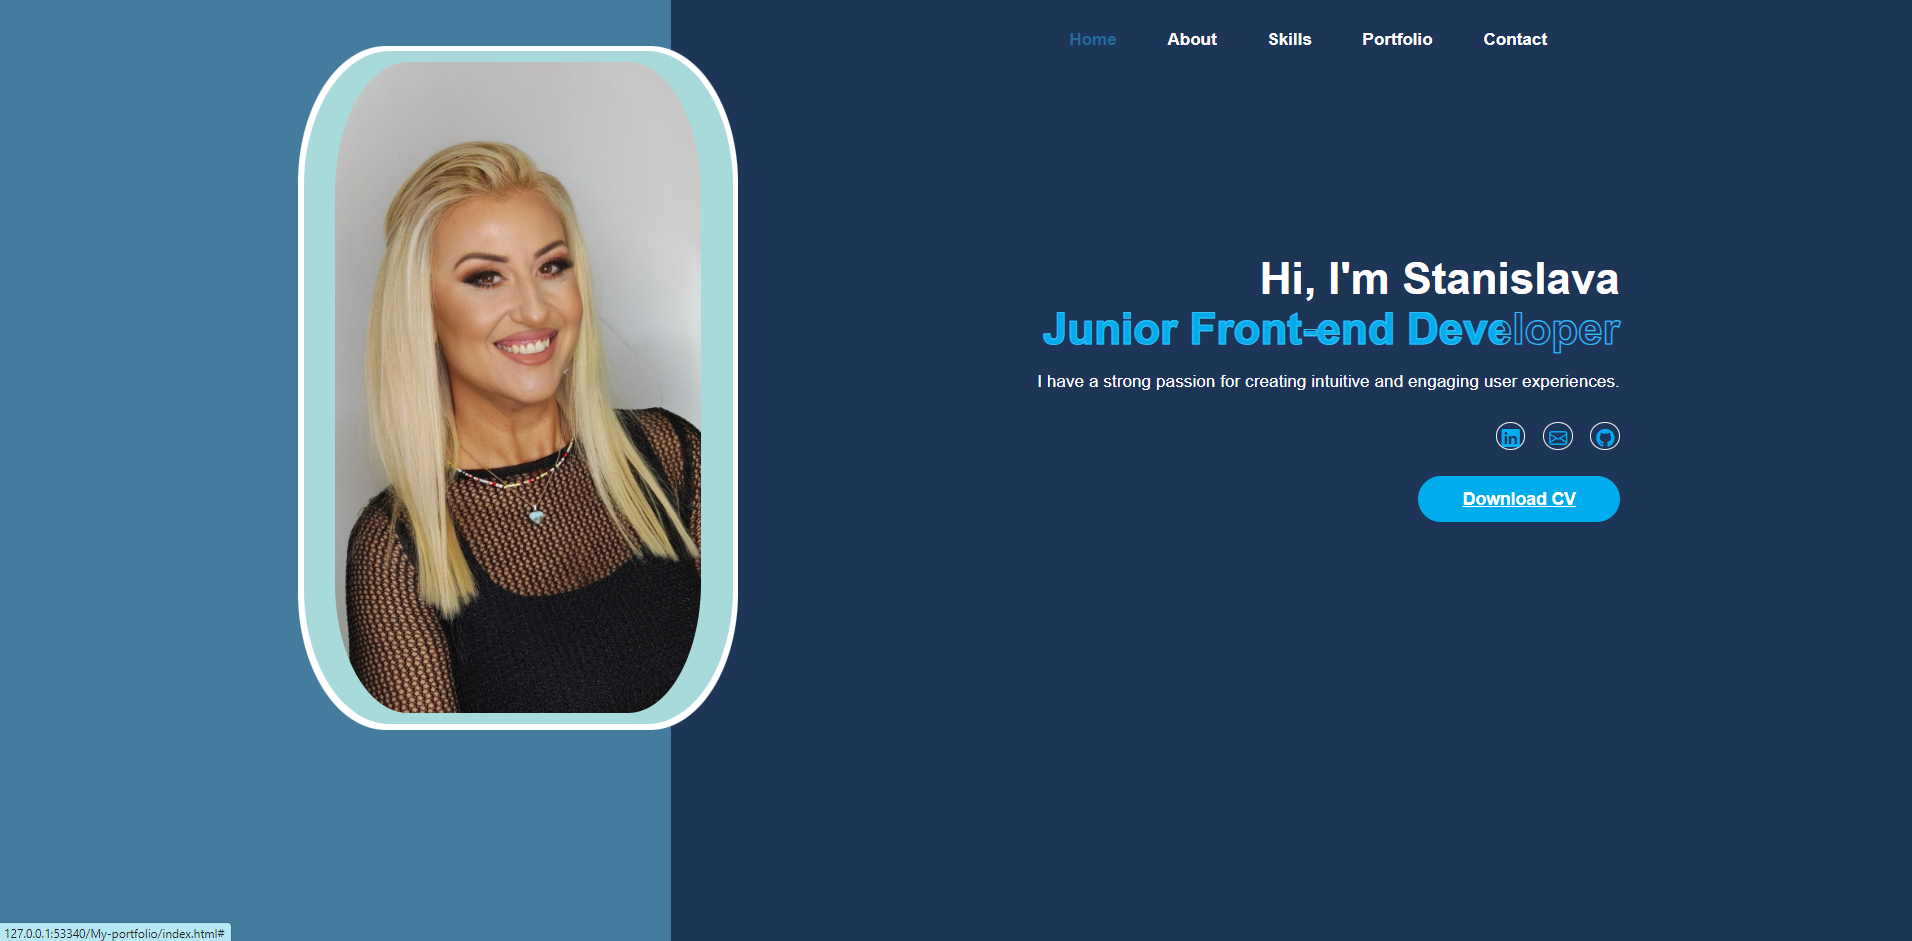 Home About Skills Portfolio Contact
Hi, I'm Stanislava
Junior Front-end Developer
I have a strong passion for creating intuitive and engaging user experiences.
in
Download CV
127.0.0.1:53340/My-portfolio/index.html#